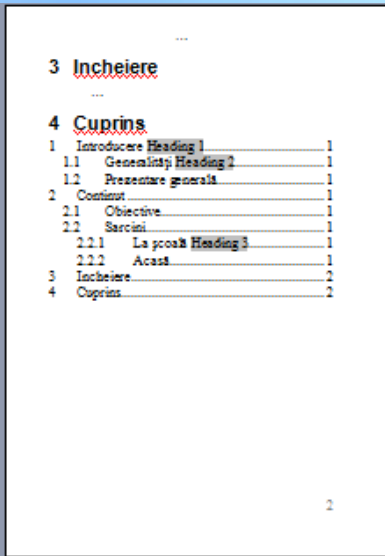 ...
3 Incheiere
...
4 Cuprins
1 Introducere Heading 1 1
1.1 Generalităţi Heading 2 1
1.2 Prezentare generală 1
2 Continut 1
2.1 Obiective 1
2.2 Sarcini 1
2.2.1 La şcoală Heading 3 1
2.2.2 Acasă 1
3 Incheiere 2
4 Cuprins 2
2